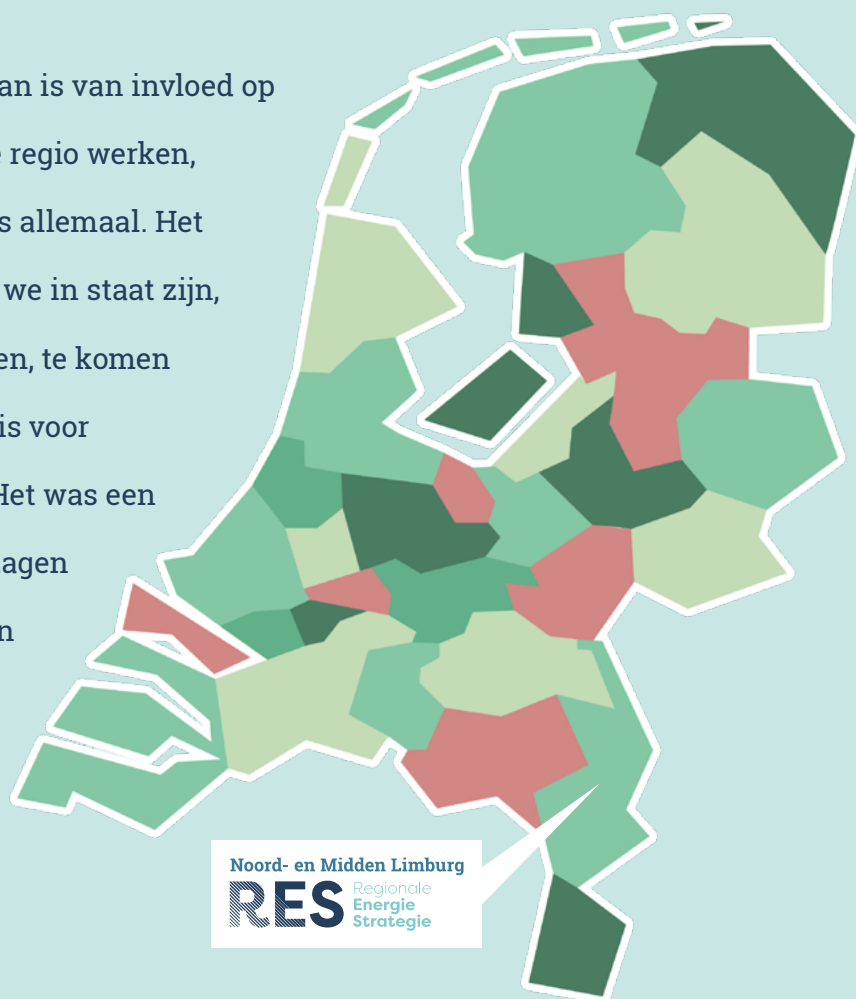 an is van invloed op
regio werken,
s allemaal. Het
we in staat zijn,
en, te komen
is voor
Het was een
agen
n
Noord- en Midden Limburg
RES
Regionale
Energie
Strategie